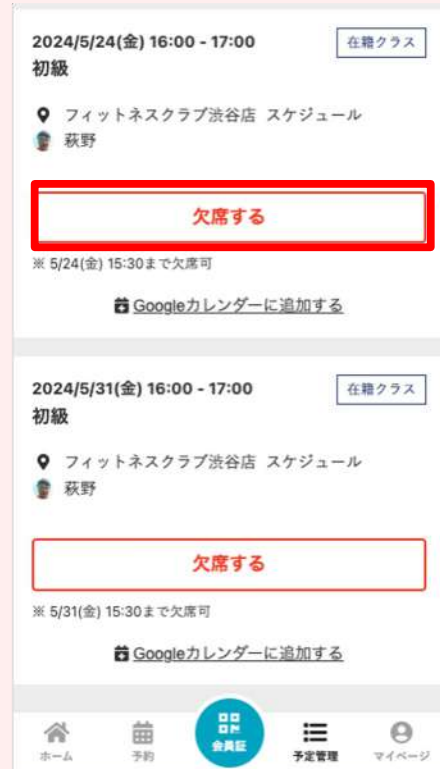 2024/5/24(金) 16:00 - 17:00 在籍クラス
初級
フィットネスクラブ渋谷店 スケジュール
萩野
欠席する
※ 5/24(金) 15:30まで欠席可
Googleカレンダーに追加する
2024/5/31(金) 16:00 - 17:00 在籍クラス
初級
フィットネスクラブ渋谷店 スケジュール
萩野
欠席する
※ 5/31(金) 15:30まで欠席可
Googleカレンダーに追加する
ホーム 予約 会員証 予定管理 マイページ